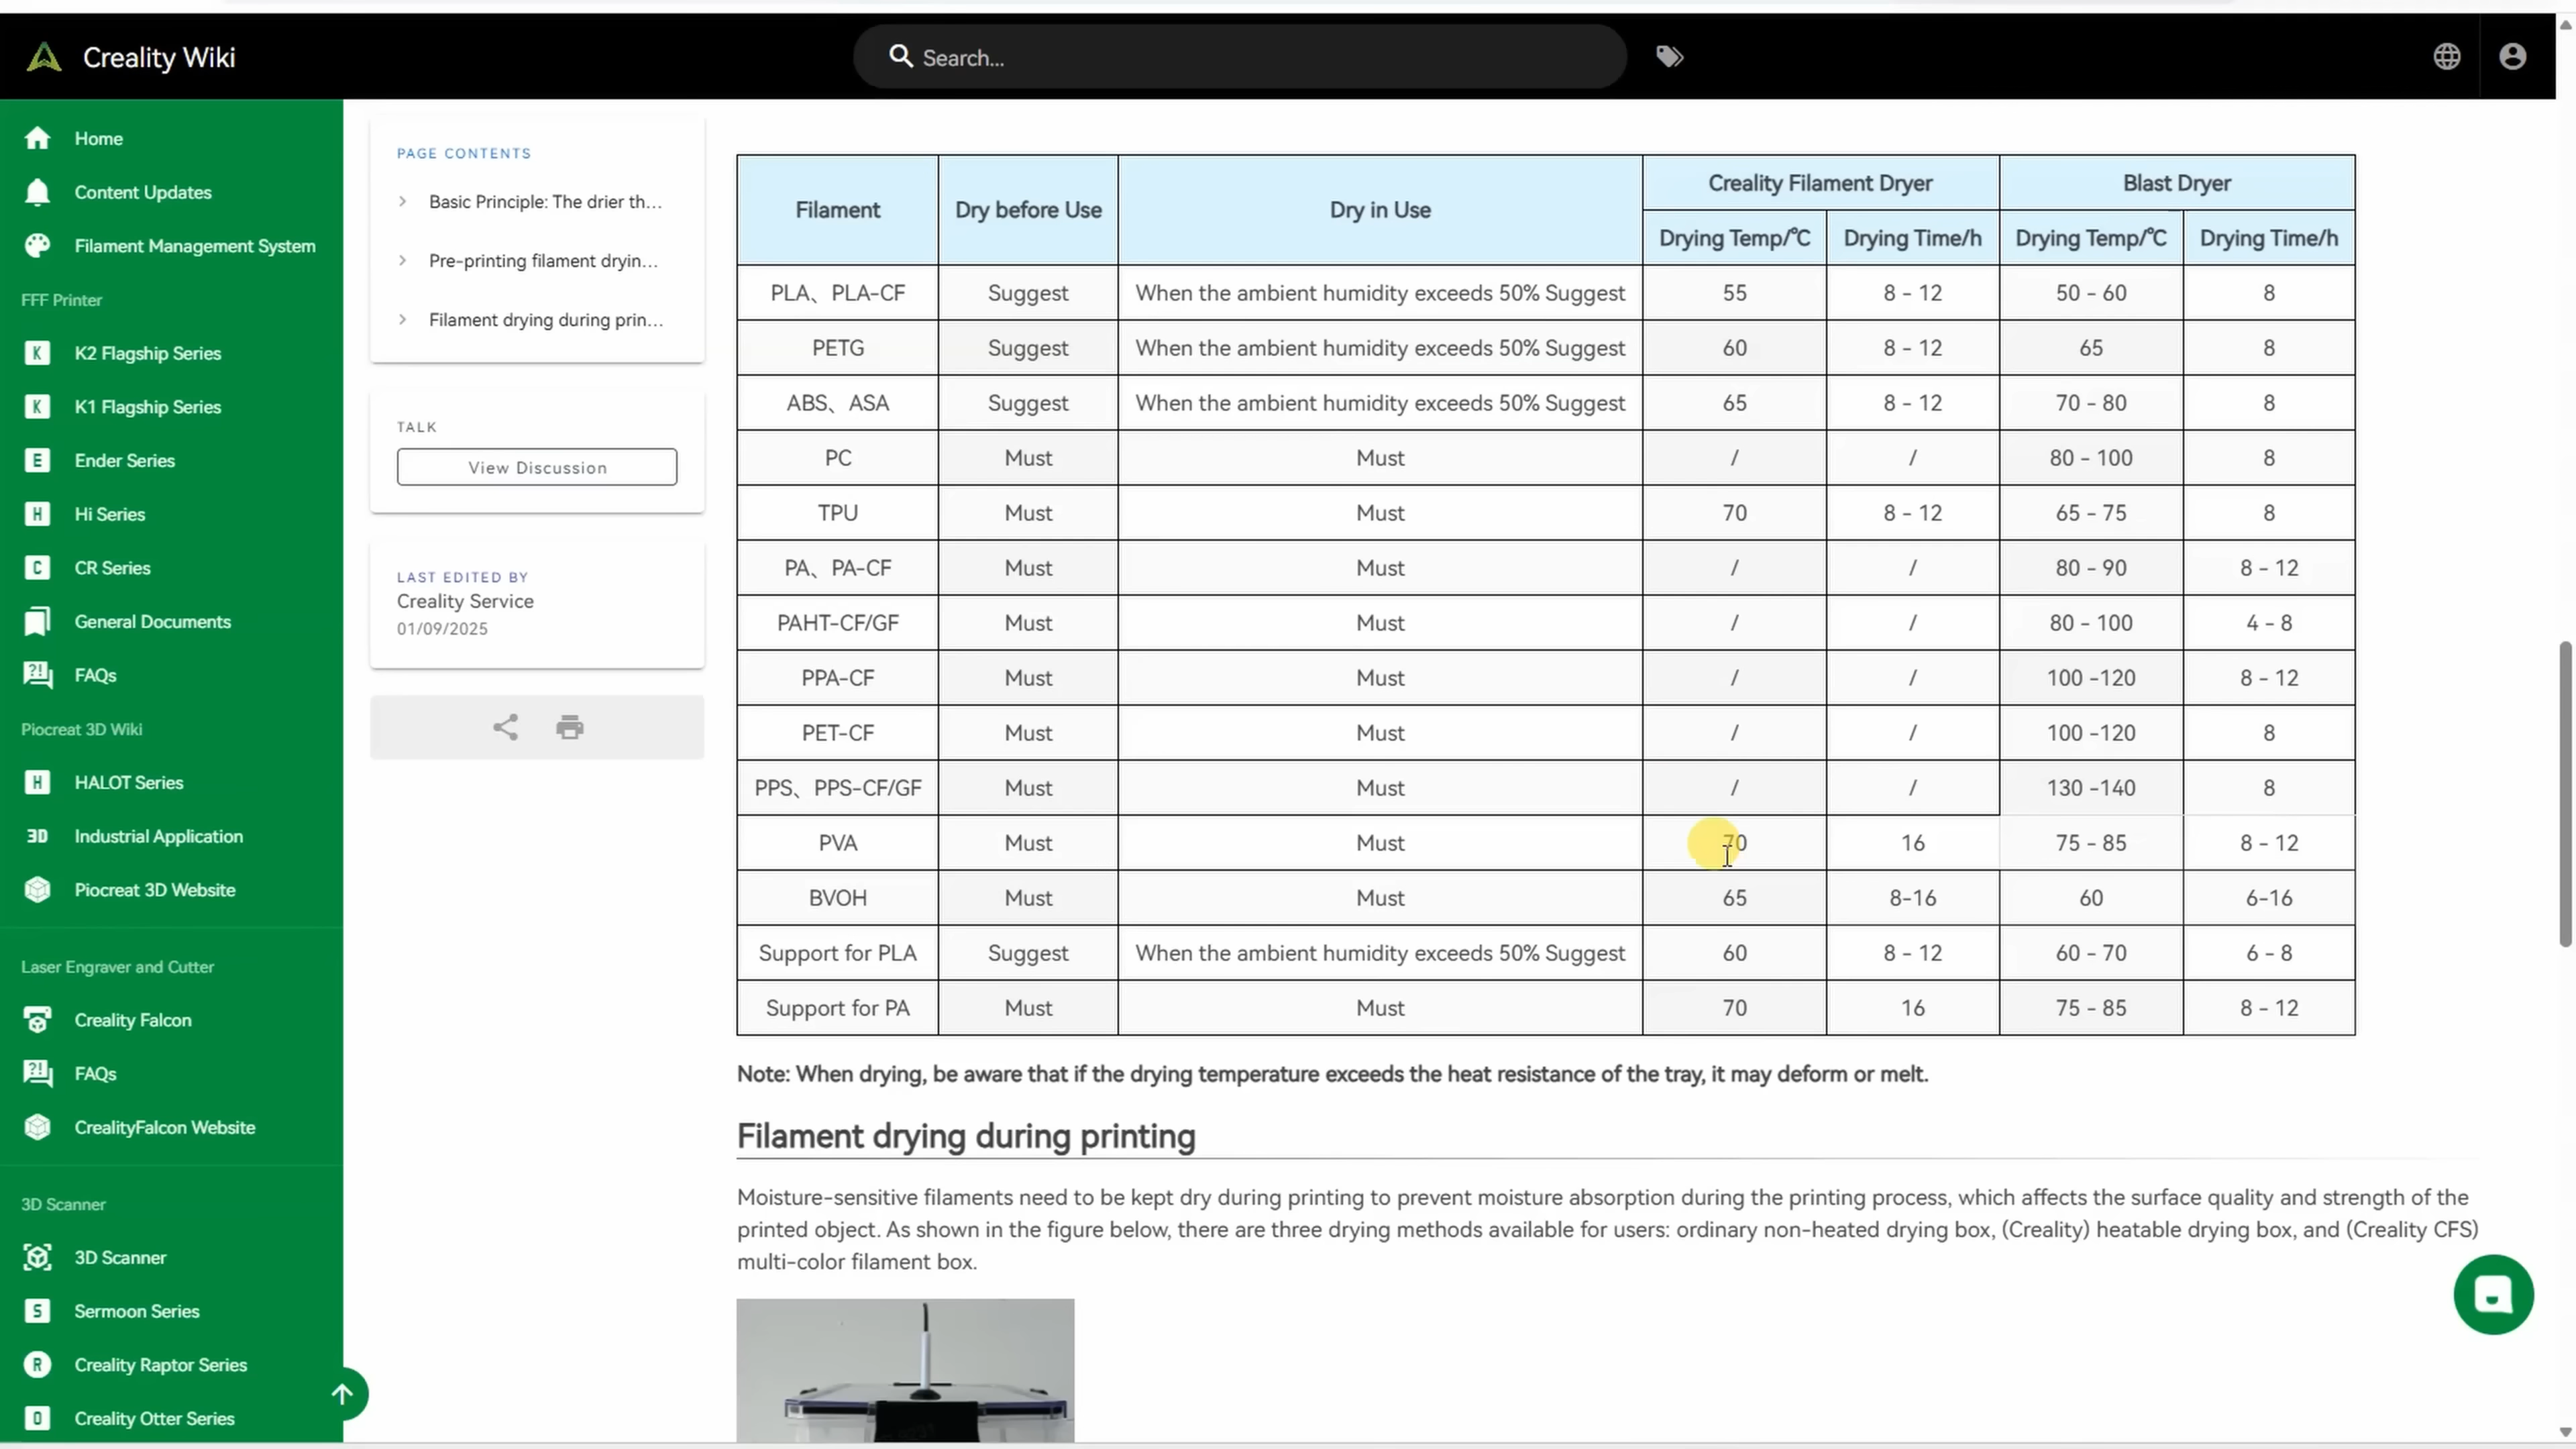 Creality Wiki
Search...
Home
Content Updates
Filament Management System
FFF Printer
K K2 Flagship Series
K K1 Flagship Series
E Ender Series
H Hi Series
C CR Series
General Documents
?! FAQs
Piocreat 3D Wiki
H HALOT Series
3D Industrial Application
Piocreat 3D Website
Laser Engraver and Cutter
Creality Falcon
?! FAQs
CrealityFalcon Website
3D Scanner
3D Scanner
S Sermoon Series
R Creality Raptor Series
O Creality Otter Series
PAGE CONTENTS
Basic Principle: The drier th...
Pre-printing filament dryin...
Filament drying during prin...
TALK
View Discussion
LAST EDITED BY
Creality Service
01/09/2025
Filament Dry before Use Dry in Use Creality Filament Dryer Blast Dryer
Drying Temp/℃ Drying Time/h Drying Temp/℃ Drying Time/h
PLA、PLA-CF Suggest When the ambient humidity exceeds 50% Suggest 55 8 - 12 50 - 60 8
PETG Suggest When the ambient humidity exceeds 50% Suggest 60 8 - 12 65 8
ABS、ASA Suggest When the ambient humidity exceeds 50% Suggest 65 8 - 12 70 - 80 8
PC Must Must / / 80 - 100 8
TPU Must Must 70 8 - 12 65 - 75 8
PA、PA-CF Must Must / / 80 - 90 8 - 12
PAHT-CF/GF Must Must / / 80 - 100 4 - 8
PPA-CF Must Must / / 100 -120 8 - 12
PET-CF Must Must / / 100 -120 8
PPS、PPS-CF/GF Must Must / / 130 -140 8
PVA Must Must 70 16 75 - 85 8 - 12
BVOH Must Must 65 8-16 60 6-16
Support for PLA Suggest When the ambient humidity exceeds 50% Suggest 60 8 - 12 60 - 70 6 - 8
Support for PA Must Must 70 16 75 - 85 8 - 12
Note: When drying, be aware that if the drying temperature exceeds the heat resistance of the tray, it may deform or melt.
Filament drying during printing
Moisture-sensitive filaments need to be kept dry during printing to prevent moisture absorption during the printing process, which affects the surface quality and strength of the
printed object. As shown in the figure below, there are three drying methods available for users: ordinary non-heated drying box, (Creality) heatable drying box, and (Creality CFS)
multi-color filament box.